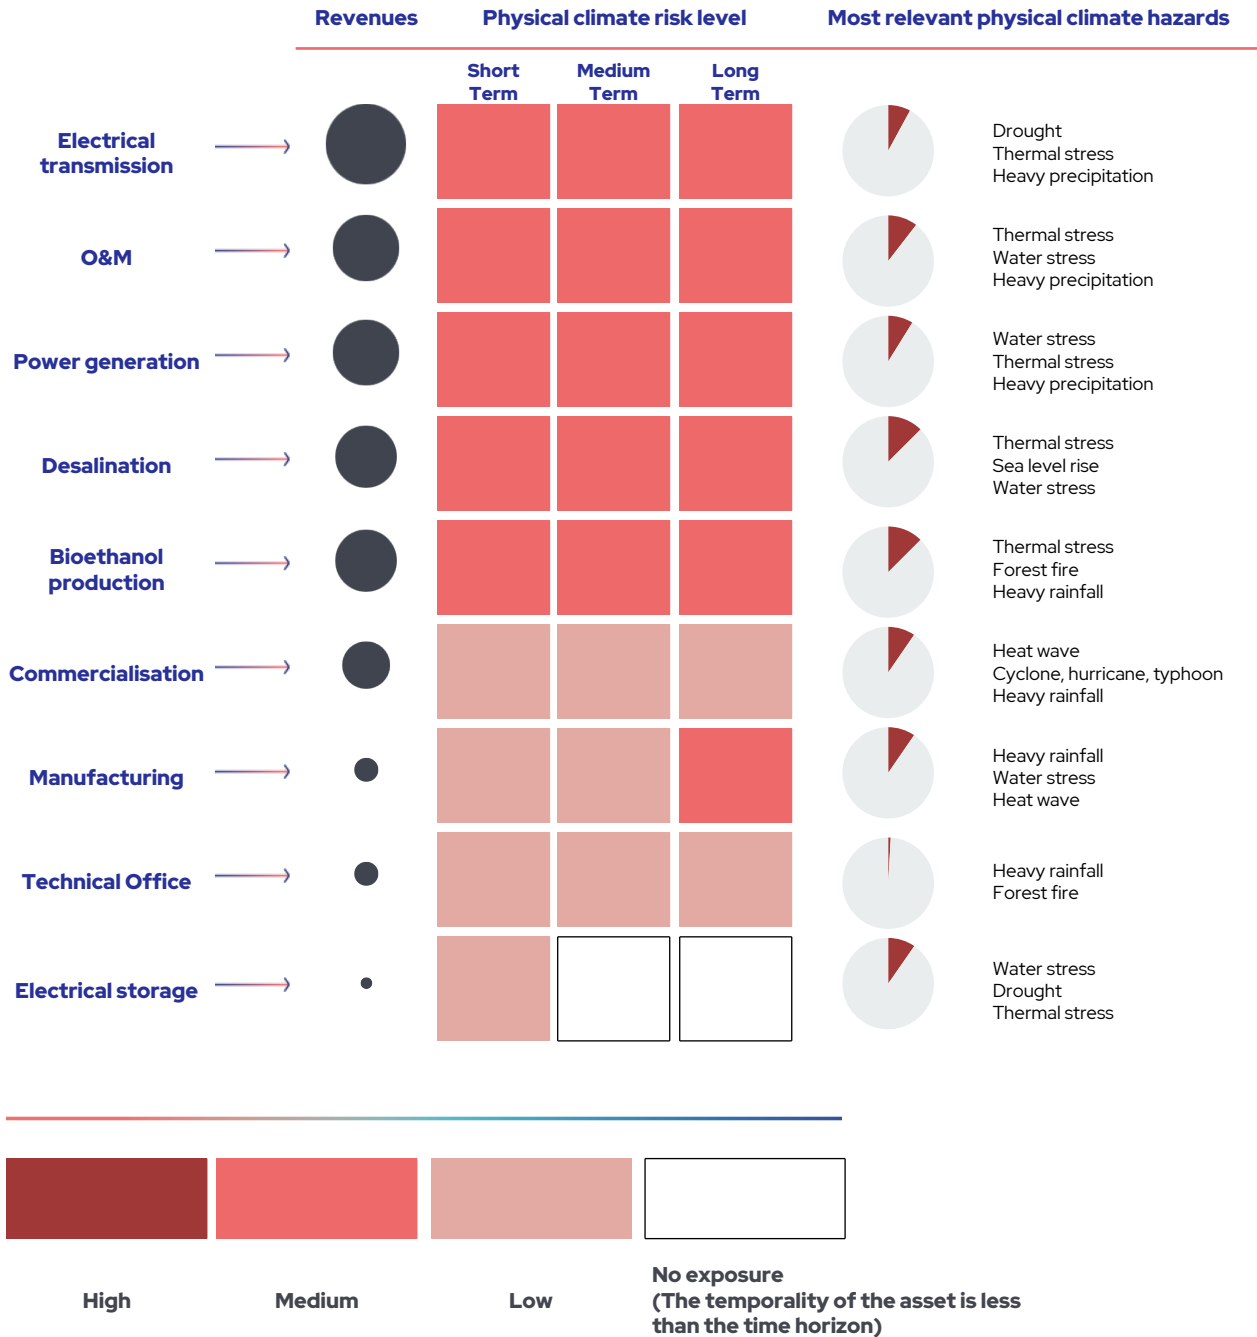 Revenues
Physical climate risk level
Most relevant physical climate hazards
Short
Term
Medium
Term
Long
Term
Electrical
transmission
Drought
Thermal stress
Heavy precipitation
O&M
Thermal stress
Water stress
Heavy precipitation
Power generation
Water stress
Thermal stress
Heavy precipitation
Desalination
Thermal stress
Sea level rise
Water stress
Bioethanol
production
Thermal stress
Forest fire
Heavy rainfall
Commercialisation
Heat wave
Cyclone, hurricane, typhoon
Heavy rainfall
Manufacturing
Heavy rainfall
Water stress
Heat wave
Technical Office
Heavy rainfall
Forest fire
Electrical storage
Water stress
Drought
Thermal stress
High
Medium
Low
No exposure
(The temporality of the asset is less
than the time horizon)